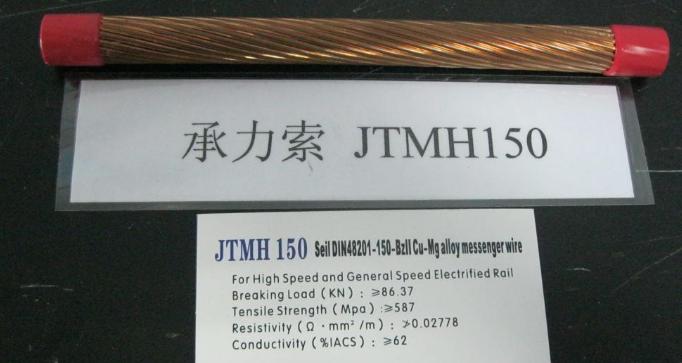 承力索 JTMH150
JTMH 150 Seil DIN48201-150-BzII Cu-Mg alloy messenger wire
For High Speed and General Speed Electrified Rail
Breaking Load ( KN ) : ≥86.37
Tensile Strength ( Mpa ) :≥587
Resistivity ( Ω · mm² /m ) : ≯0.02778
Conductivity ( %IACS ) : ≥62